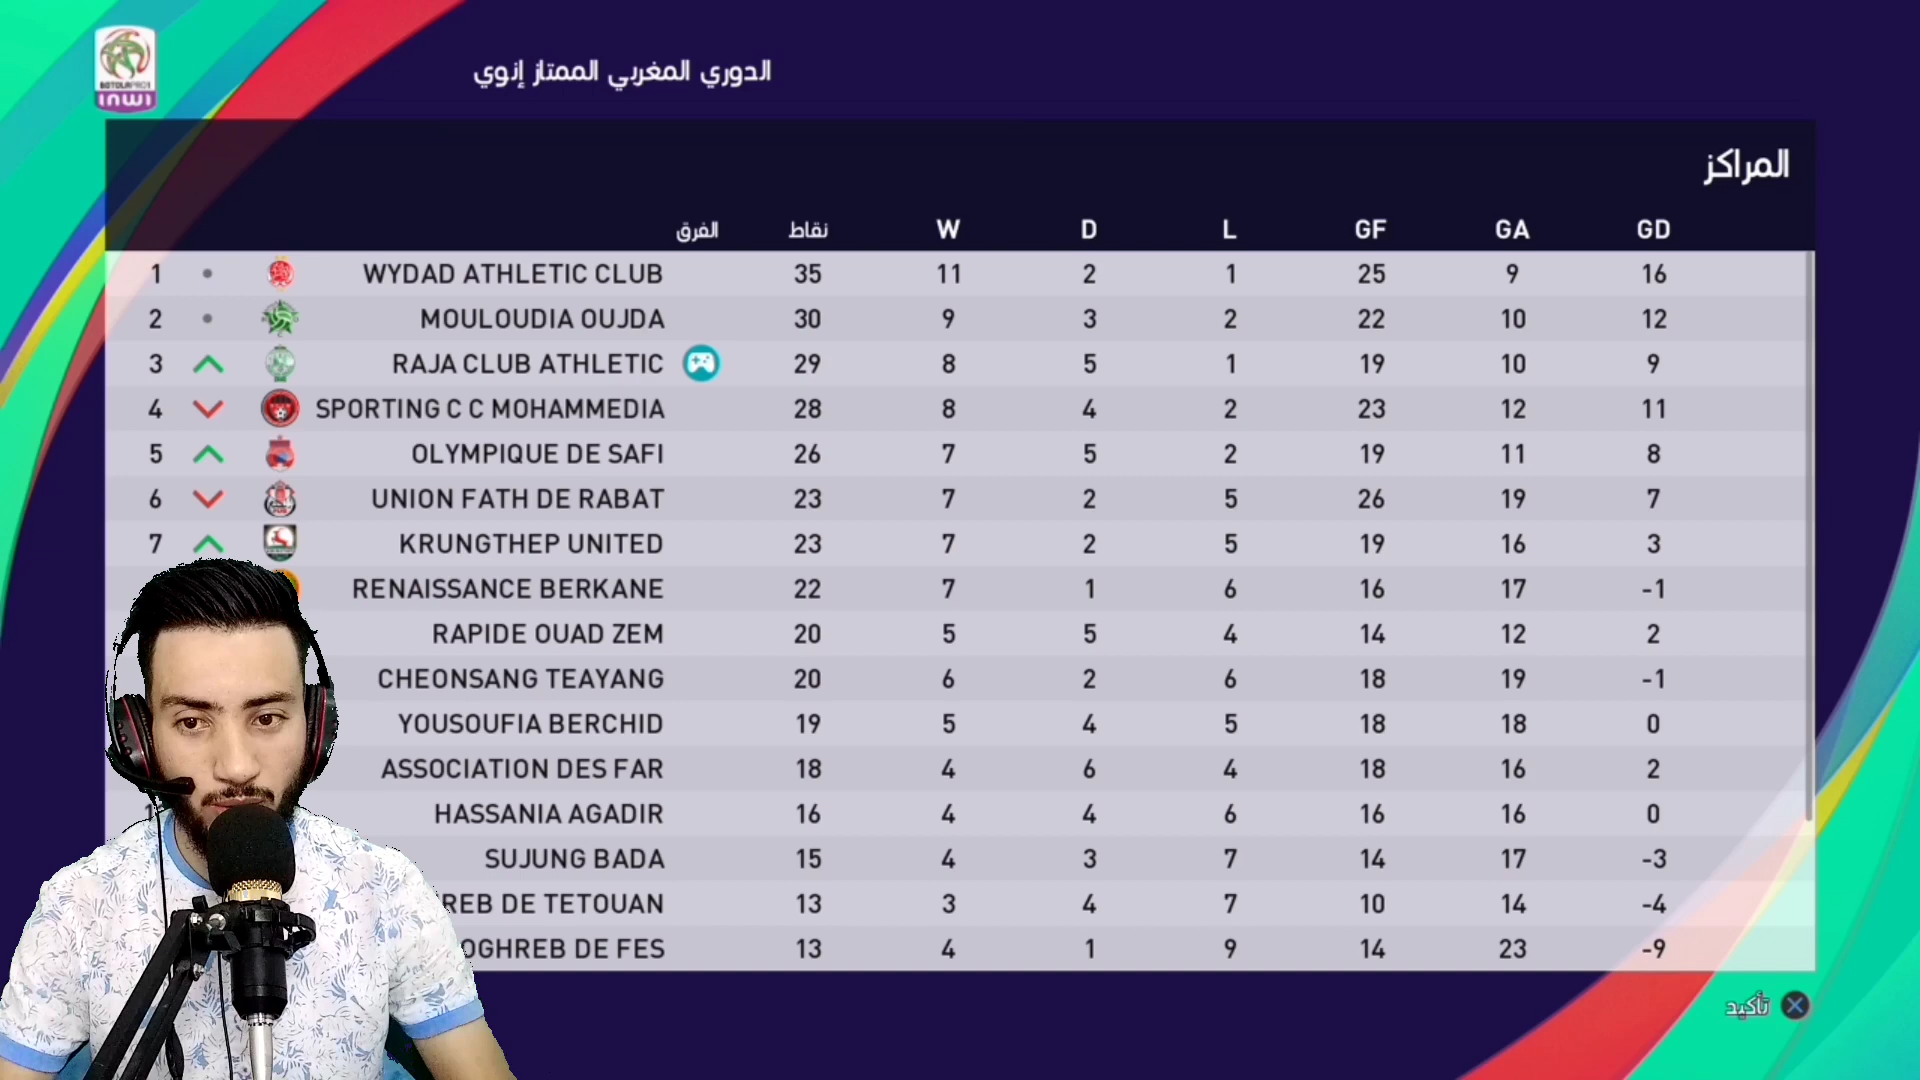 BOTOLA PRO1
inwi
الدوري المغربي الممتاز إنوي
المراكز
الفرق نقاط W D L GF GA GD
1 WYDAD ATHLETIC CLUB 35 11 2 1 25 9 16
2 MOULOUDIA OUJDA 30 9 3 2 22 10 12
3 RAJA CLUB ATHLETIC 29 8 5 1 19 10 9
4 SPORTING C C MOHAMMEDIA 28 8 4 2 23 12 11
5 OLYMPIQUE DE SAFI 26 7 5 2 19 11 8
6 UNION FATH DE RABAT 23 7 2 5 26 19 7
7 KRUNGTHEP UNITED 23 7 2 5 19 16 3
RENAISSANCE BERKANE 22 7 1 6 16 17 -1
RAPIDE OUAD ZEM 20 5 5 4 14 12 2
CHEONSANG TEAYANG 20 6 2 6 18 19 -1
YOUSOUFIA BERCHID 19 5 4 5 18 18 0
ASSOCIATION DES FAR 18 4 6 4 18 16 2
HASSANIA AGADIR 16 4 4 6 16 16 0
SUJUNG BADA 15 4 3 7 14 17 -3
REB DE TETOUAN 13 3 4 7 10 14 -4
OGHREB DE FES 13 4 1 9 14 23 -9
تأكيد